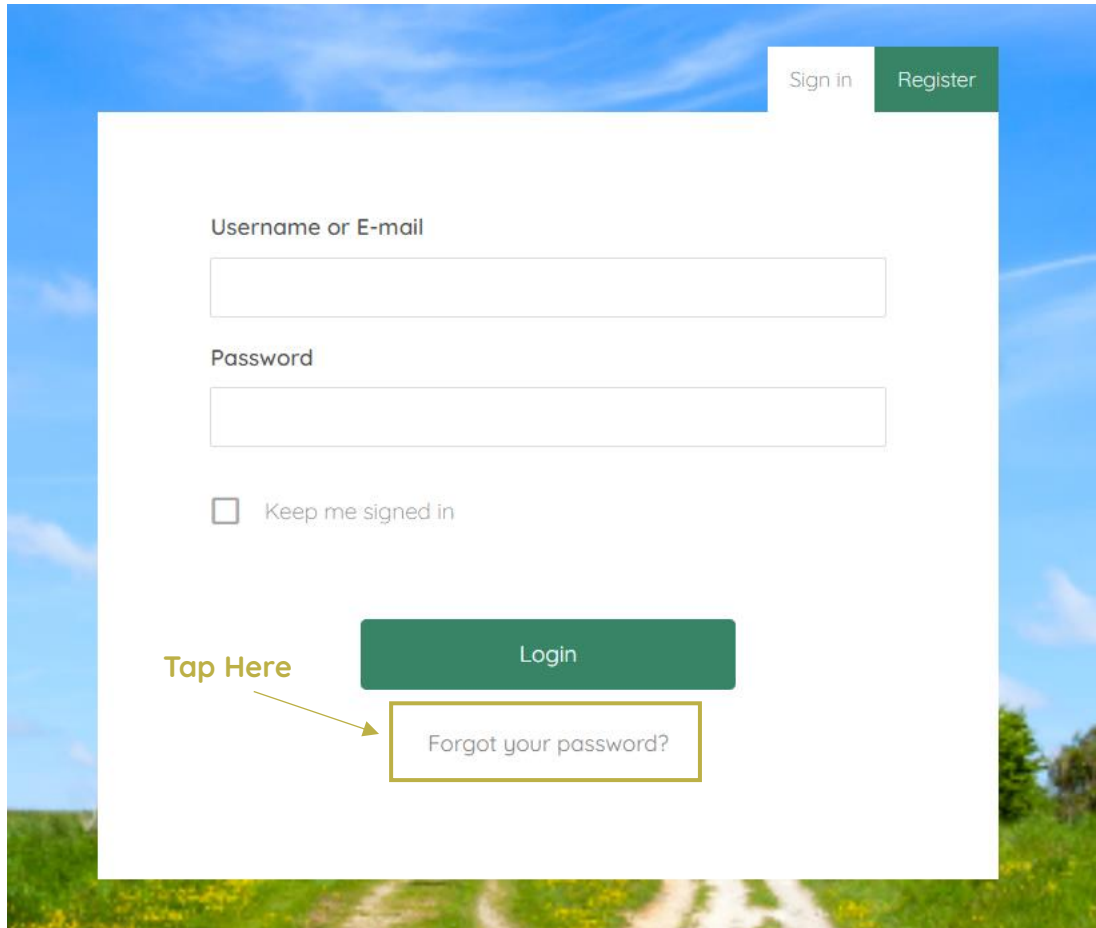 Sign in
Register
Username or E-mail
Password
Keep me signed in
Login
Tap Here
Forgot your password?